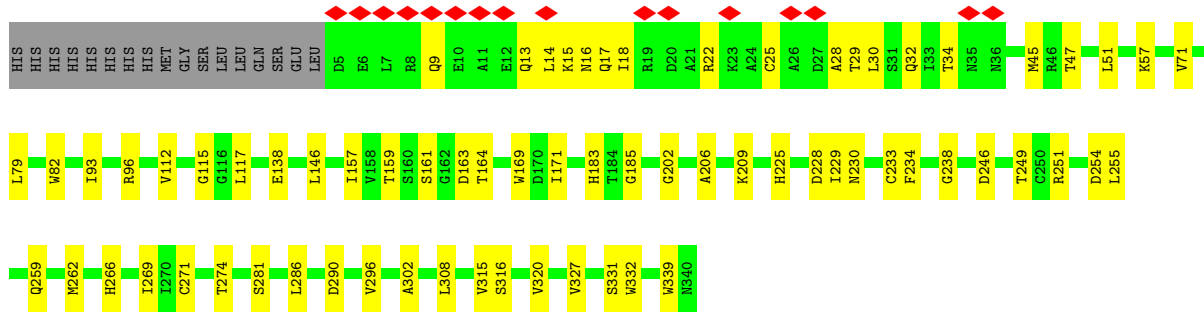 HIS HIS HIS HIS HIS HIS HIS MET GLY SER LEU LEU GLN SER GLU LEU D5 E6 L7 R8 Q9 E10 A11 E12 Q13 L14 K15 N16 Q17 I18 R19 D20 A21 R22 K23 A24 C25 A26 D27 A28 T29 L30 S31 Q32 I33 T34 N35 N36 M45 R46 T47 L51 K57 V71
L79 W82 I93 R96 V112 G115 G116 L117 E138 L146 I157 V158 T159 S160 S161 G162 D163 T164 W169 D170 I171 H183 T184 G185 G202 A206 K209 H225 D228 I229 N230 C233 F234 G238 D246 T249 C250 R251 D254 L255
Q259 M262 H266 I269 I270 C271 T274 S281 L286 D290 V296 A302 L308 V315 S316 V320 V327 S331 W332 W339 N340